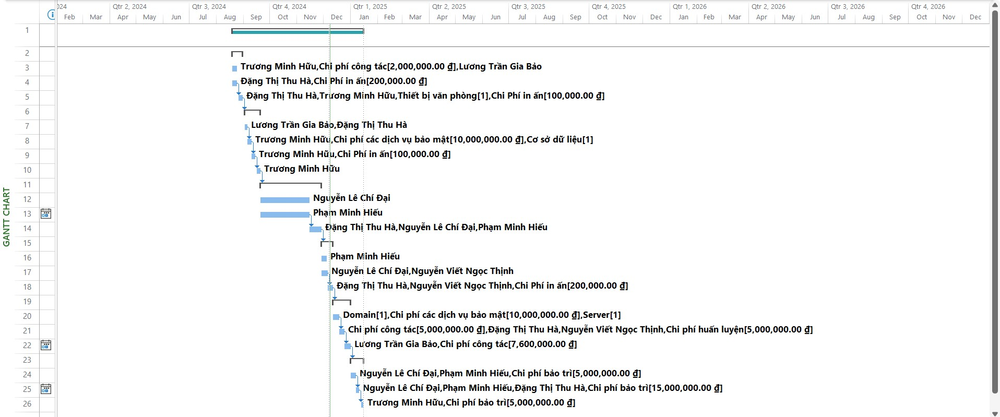 024 Qtr 2, 2024 Qtr 3, 2024 Qtr 4, 2024 Qtr 1, 2025 Qtr 2, 2025 Qtr 3, 2025 Qtr 4, 2025 Qtr 1, 2026 Qtr 2, 2026 Qtr 3, 2026 Qtr 4, 2026
Feb Mar Apr May Jun Jul Aug Sep Oct Nov Dec Jan Feb Mar Apr May Jun Jul Aug Sep Oct Nov Dec Jan Feb Mar Apr May Jun Jul Aug Sep Oct Nov Dec
GANTT CHART
1
2
3 Trương Minh Hữu,Chi phí công tác[2,000,000.00 ₫],Lương Trần Gia Bảo
4 Đặng Thị Thu Hà,Chi Phí in ấn[200,000.00 ₫]
5 Đặng Thị Thu Hà,Trương Minh Hữu,Thiết bị văn phòng[1],Chi Phí in ấn[100,000.00 ₫]
6
7 Lương Trần Gia Bảo,Đặng Thị Thu Hà
8 Trương Minh Hữu,Chi phí các dịch vụ bảo mật[10,000,000.00 ₫],Cơ sở dữ liệu[1]
9 Trương Minh Hữu,Chi Phí in ấn[100,000.00 ₫]
10 Trương Minh Hữu
11
12 Nguyễn Lê Chí Đại
13 Phạm Minh Hiếu
14 Đặng Thị Thu Hà,Nguyễn Lê Chí Đại,Phạm Minh Hiếu
15
16 Phạm Minh Hiếu
17 Nguyễn Lê Chí Đại,Nguyễn Viết Ngọc Thịnh
18 Đặng Thị Thu Hà,Nguyễn Viết Ngọc Thịnh,Chi Phí in ấn[200,000.00 ₫]
19
20 Domain[1],Chi phí các dịch vụ bảo mật[10,000,000.00 ₫],Server[1]
21 Chi phí công tác[5,000,000.00 ₫],Đặng Thị Thu Hà,Nguyễn Viết Ngọc Thịnh,Chi phí huấn luyện[5,000,000.00 ₫]
22 Lương Trần Gia Bảo,Chi phí công tác[7,600,000.00 ₫]
23
24 Nguyễn Lê Chí Đại,Phạm Minh Hiếu,Chi phí bảo trì[5,000,000.00 ₫]
25 Nguyễn Lê Chí Đại,Phạm Minh Hiếu,Đặng Thị Thu Hà,Chi phí bảo trì[15,000,000.00 ₫]
26 Trương Minh Hữu,Chi phí bảo trì[5,000,000.00 ₫]